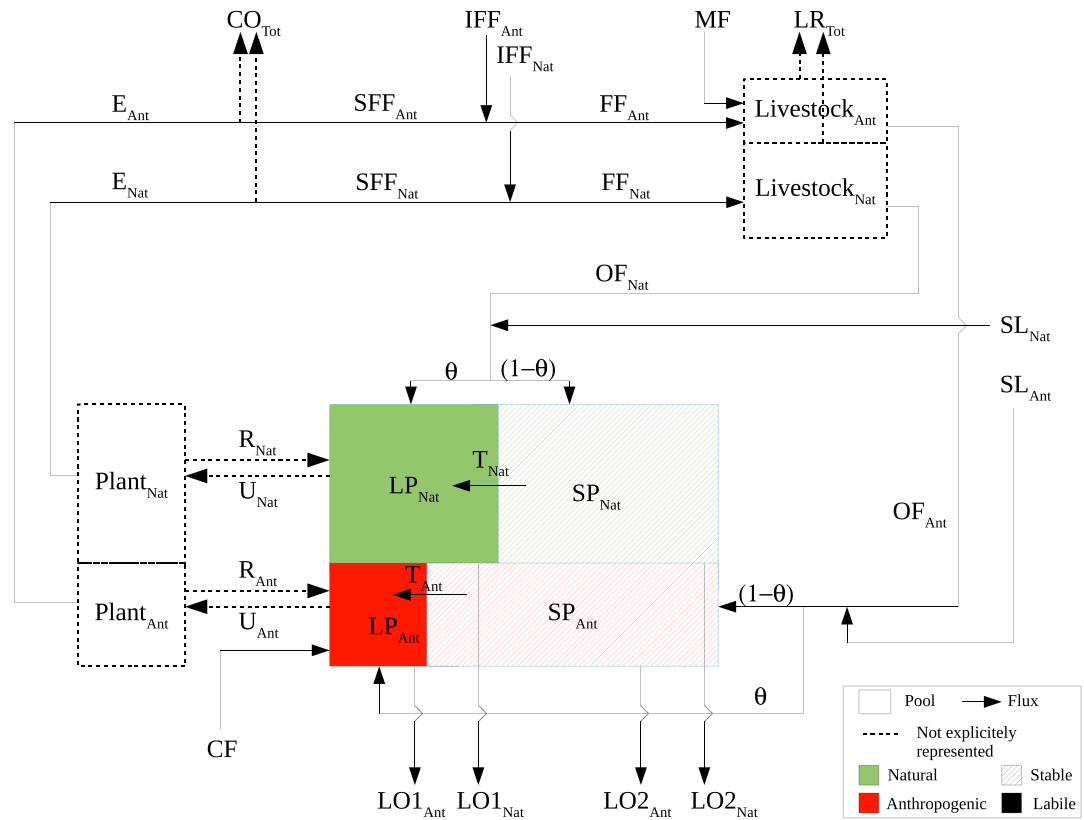 CO_Tot IFF_Ant MF LR_Tot
IFF_Nat
E_Ant SFF_Ant FF_Ant Livestock_Ant
E_Nat SFF_Nat FF_Nat Livestock_Nat
OF_Nat
SL_Nat
θ (1−θ)
SL_Ant
R_Nat
T_Nat
Plant_Nat LP_Nat SP_Nat
U_Nat
OF_Ant
R_Ant T_Ant
(1−θ)
Plant_Ant SP_Ant
U_Ant LP_Ant
θ
CF
LO1_Ant LO1_Nat LO2_Ant LO2_Nat
Pool Flux
Not explicitely
represented
Natural Stable
Anthropogenic Labile